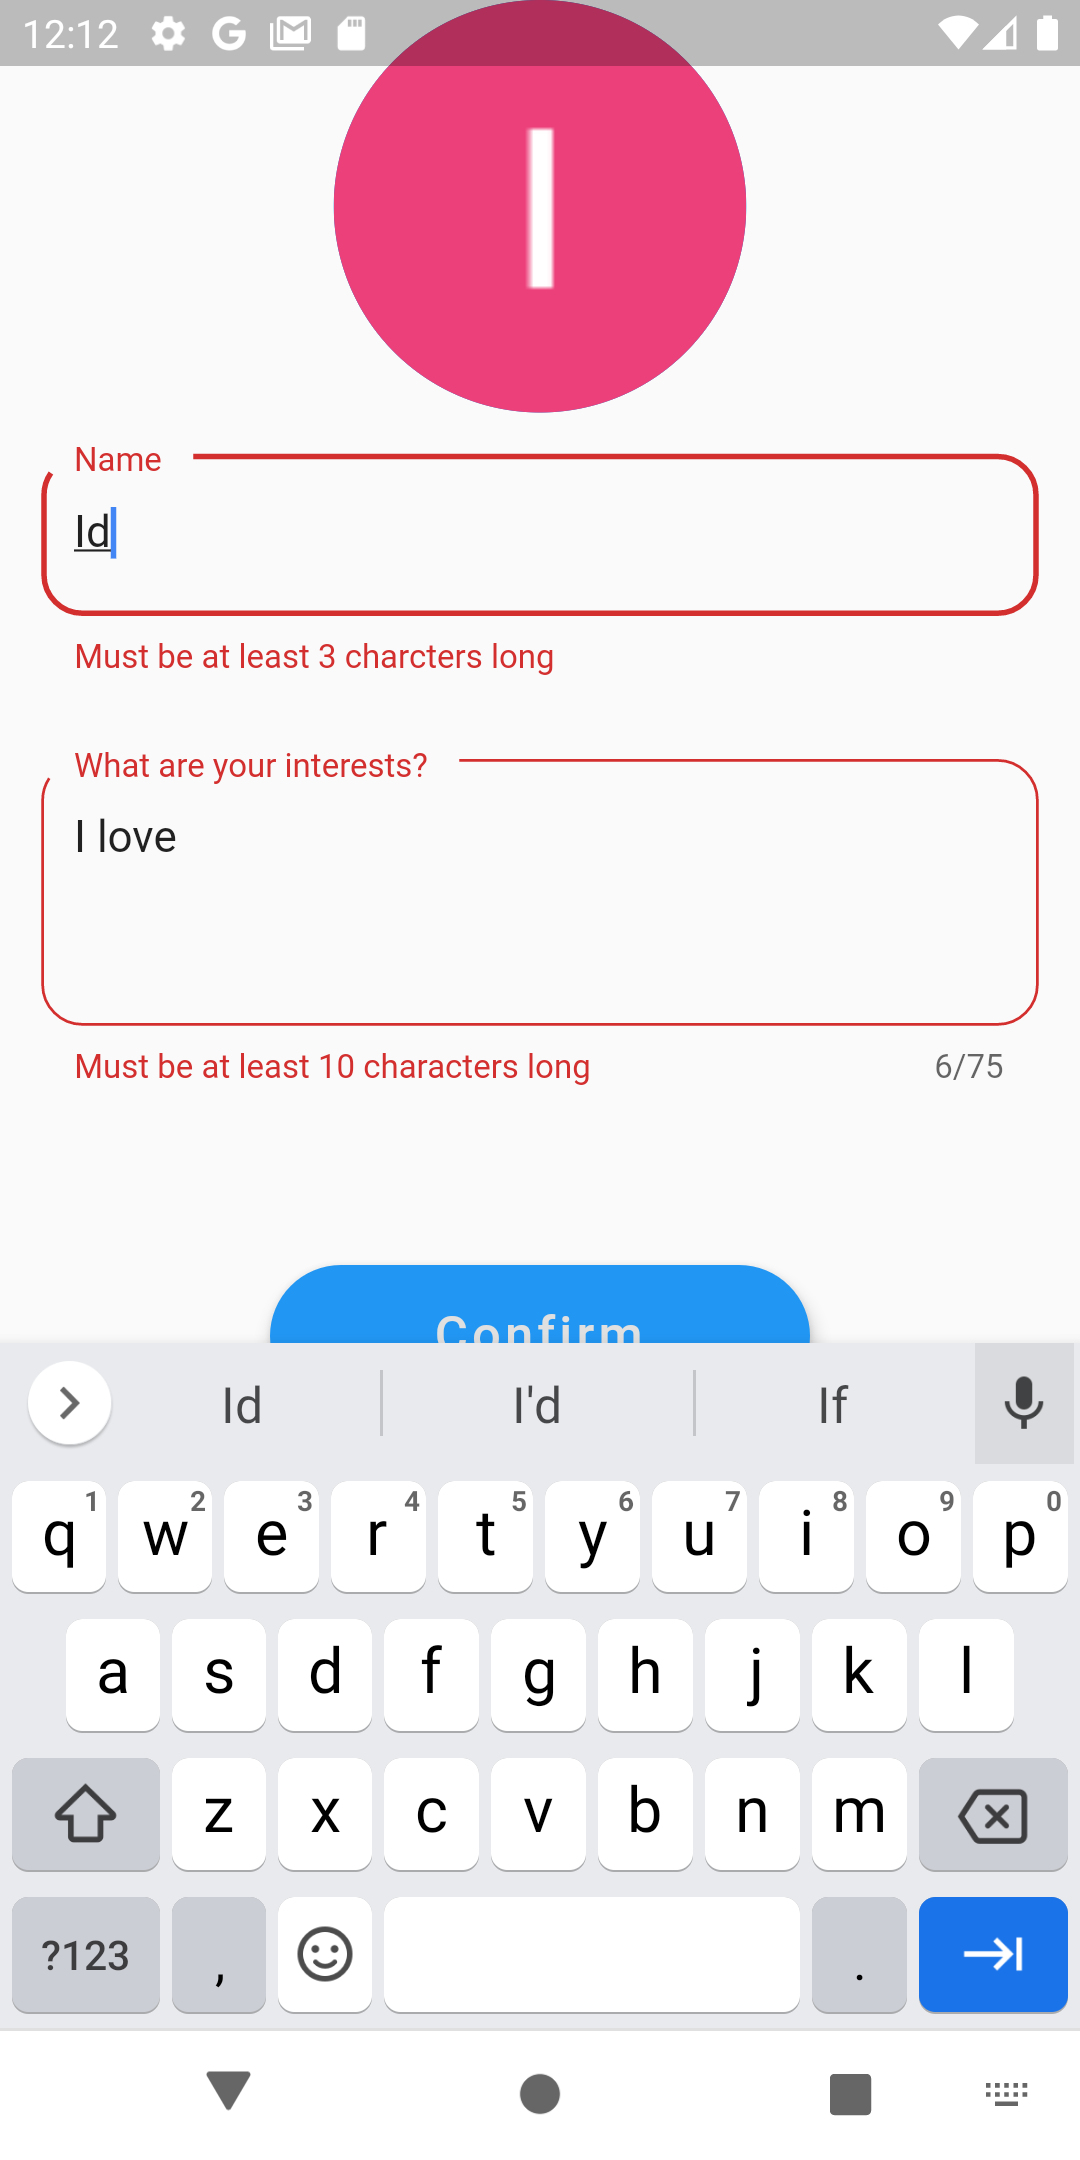 12:12
I
Name
Id
Must be at least 3 charcters long
What are your interests?
I love
Must be at least 10 characters long 6/75
Confirm
Id I'd If
q 1 w 2 e 3 r 4 t 5 y 6 u 7 i 8 o 9 p 0
a s d f g h j k l
z x c v b n m
?123 , .